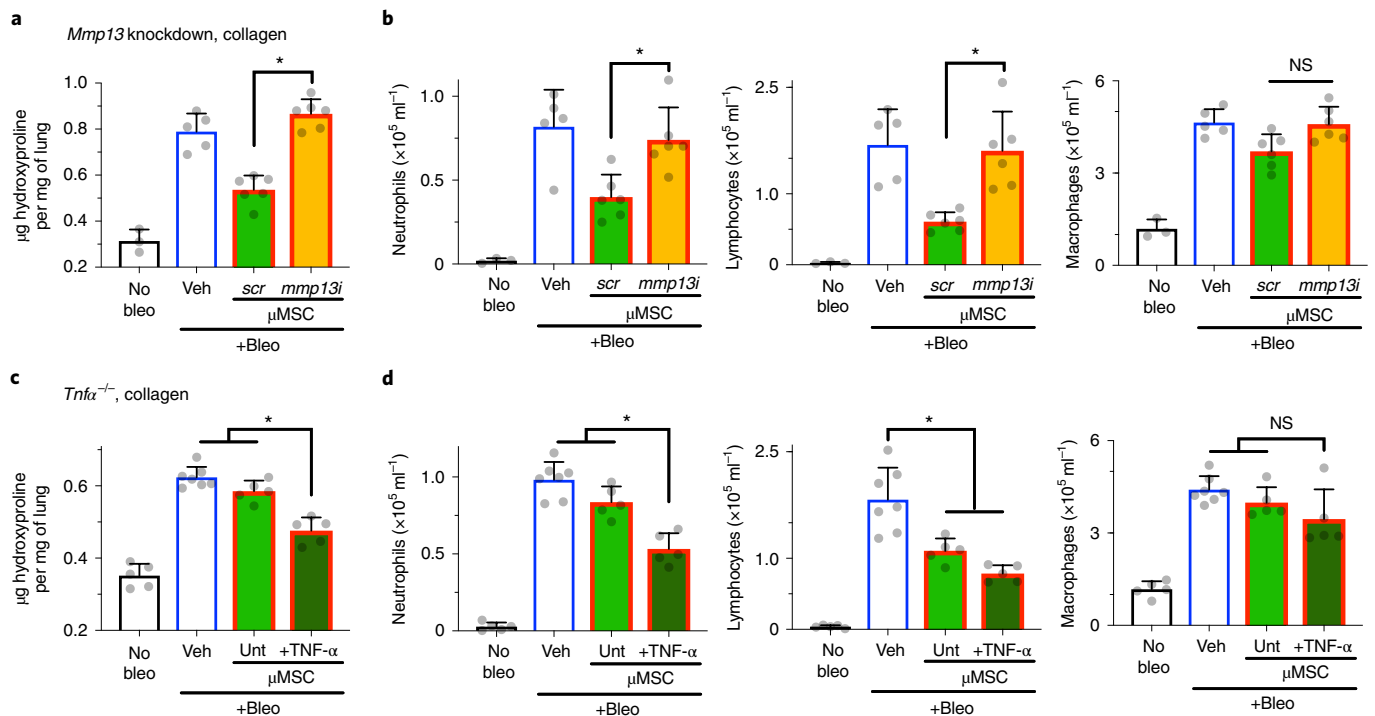 a
Mmp13 knockdown, collagen
*
1.0
0.8
0.6
0.4
0.2
µg hydroxyproline
per mg of lung
No
bleo
Veh
scr
mmp13i
µMSC
+Bleo
b
*
1.0
0.5
0
Neutrophils (×10⁵ ml⁻¹)
No
bleo
Veh
scr
mmp13i
µMSC
+Bleo
*
2.5
1.0
0
Lymphocytes (×10⁵ ml⁻¹)
No
bleo
Veh
scr
mmp13i
µMSC
+Bleo
NS
6
3
0
Macrophages (×10⁵ ml⁻¹)
No
bleo
Veh
scr
mmp13i
µMSC
+Bleo
c
Tnfα⁻/⁻, collagen
*
0.6
0.4
0.2
µg hydroxyproline
per mg of lung
No
bleo
Veh
Unt
+TNF-α
µMSC
+Bleo
d
*
1.0
0.5
0
Neutrophils (×10⁵ ml⁻¹)
No
bleo
Veh
Unt
+TNF-α
µMSC
+Bleo
*
2.5
1.0
0
Lymphocytes (×10⁵ ml⁻¹)
No
bleo
Veh
Unt
+TNF-α
µMSC
+Bleo
NS
6
3
0
Macrophages (×10⁵ ml⁻¹)
No
bleo
Veh
Unt
+TNF-α
µMSC
+Bleo